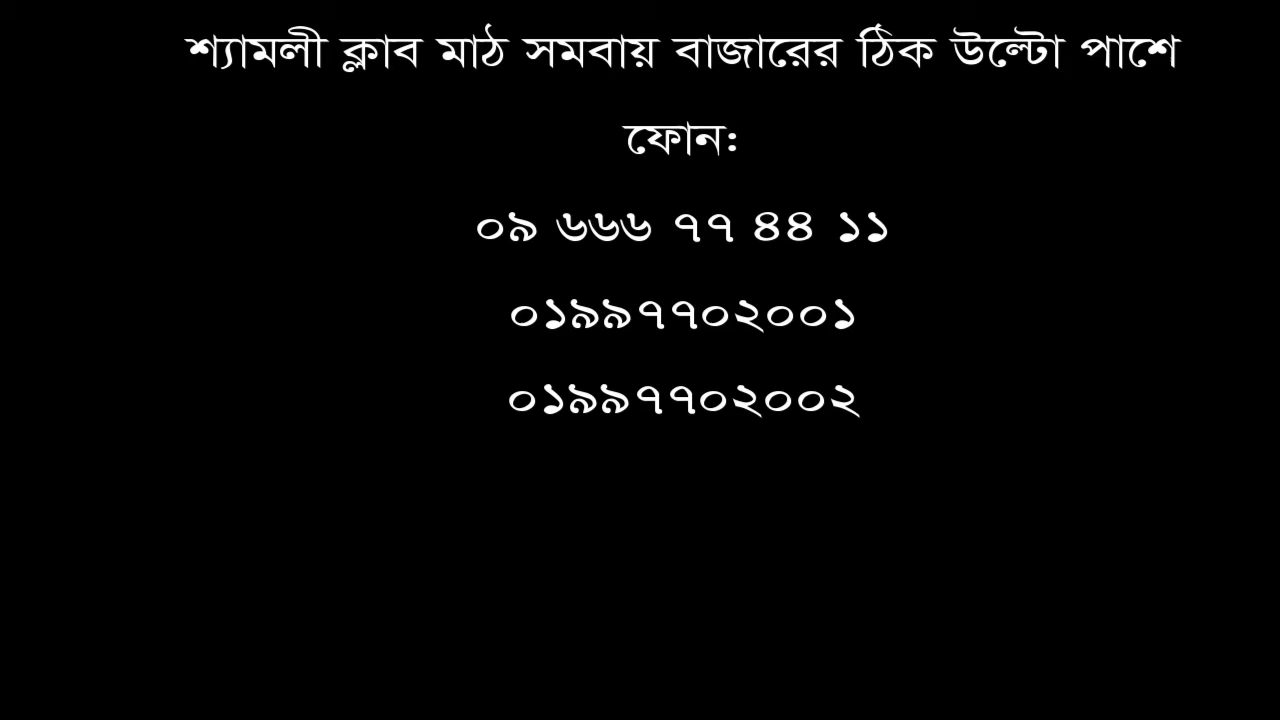 শ্যামলী ক্লাব মাঠ সমবায় বাজারের ঠিক উল্টো পাশে
ফোন:
০৯ ৬৬৬ ৭৭ ৪৪ ১১
০১৯৯৭৭০২০০১
০১৯৯৭৭০২০০২